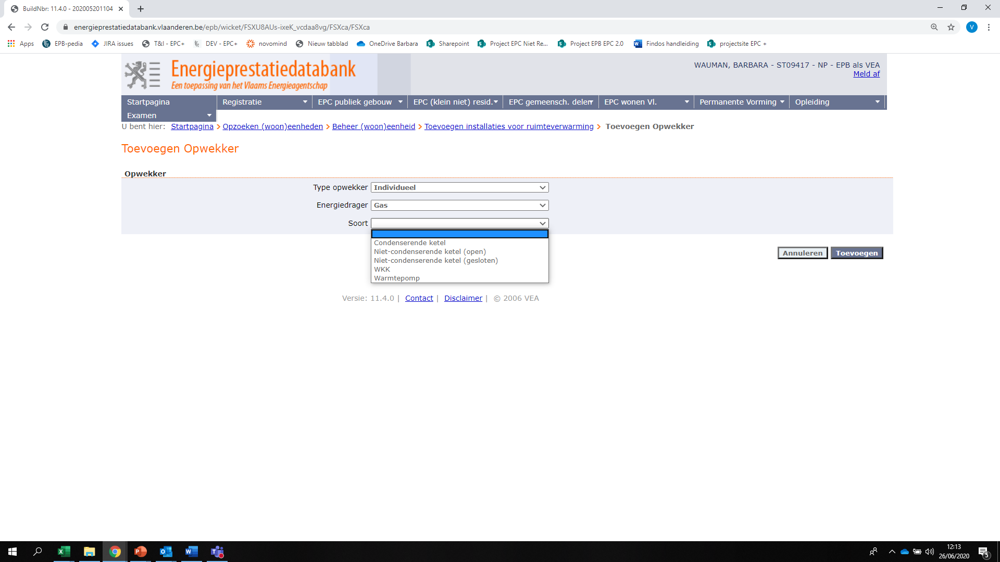 BuildNbr: 11.4.0 - 202005201104
energieprestatiedatabank.vlaanderen.be/epb/wicket/FSXU8AUs-ixeK_vcdaa8vg/FSXca/FSXca
V
Apps EPB-pedia JIRA issues T&I - EPC+ DEV - EPC+ novomind Nieuw tabblad OneDrive Barbara Sharepoint Project EPC Niet Re... Project EPB EPC 2.0 Findos handleiding projectsite EPC +
Energieprestatiedatabank
Een toepassing van het Vlaams Energieagentschap
WAUMAN, BARBARA - ST09417 - NP - EPB als VEA
Meld af
Startpagina Registratie EPC publiek gebouw EPC (klein niet) resid. EPC gemeensch. delen EPC wonen Vl. Permanente Vorming Opleiding
Examen
U bent hier: Startpagina > Opzoeken (woon)eenheden > Beheer (woon)eenheid > Toevoegen installaties voor ruimteverwarming > Toevoegen Opwekker
Toevoegen Opwekker
Opwekker
Type opwekker Individueel
Energiedrager Gas
Soort
Condenserende ketel
Niet-condenserende ketel (open)
Niet-condenserende ketel (gesloten)
WKK
Warmtepomp
Annuleren Toevoegen
Versie: 11.4.0 | Contact | Disclaimer | © 2006 VEA
12:13
26/06/2020
5